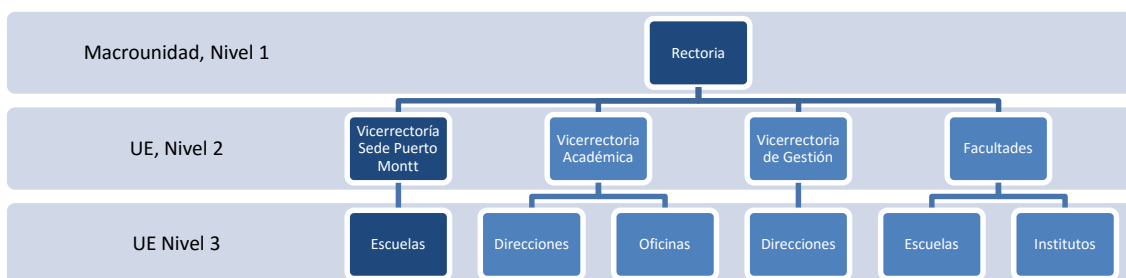 Macrounidad, Nivel 1
Rectoria
UE, Nivel 2
Vicerrectoría
Sede Puerto
Montt
Vicerrectoria
Académica
Vicerrectoria
de Gestión
Facultades
UE Nivel 3
Escuelas
Direcciones
Oficinas
Direcciones
Escuelas
Institutos